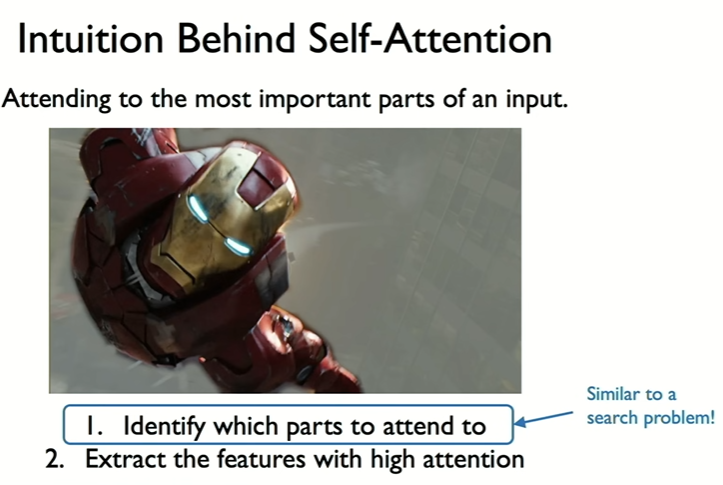 Intuition Behind Self-Attention
Attending to the most important parts of an input.
1. Identify which parts to attend to
Similar to a
search problem!
2. Extract the features with high attention